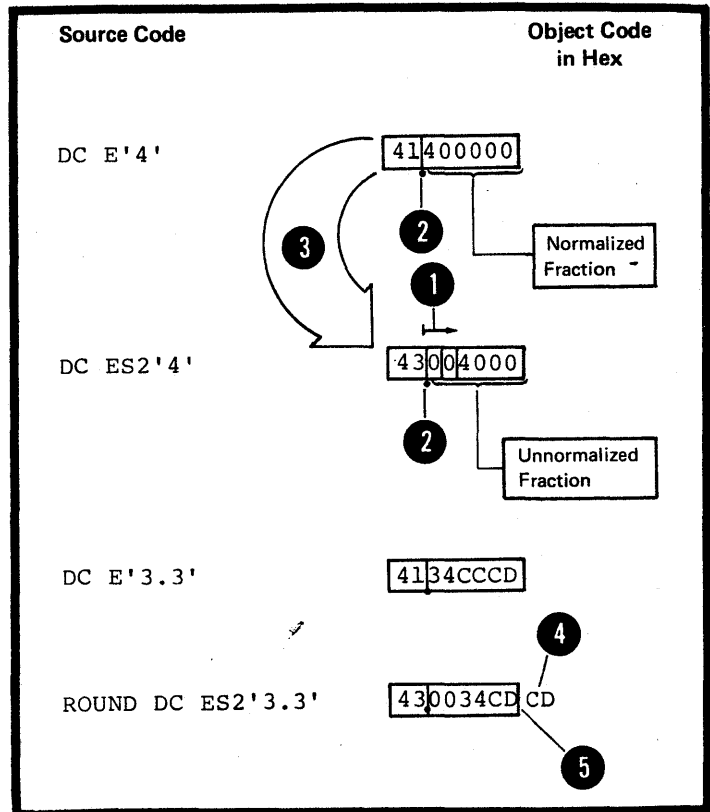 Source Code
Object Code
in Hex
DC E'4'
41400000
3
2
Normalized
Fraction
1
DC ES2'4'
43004000
2
Unnormalized
Fraction
DC E'3.3'
4134CCCD
4
ROUND DC ES2'3.3'
430034CD CD
5